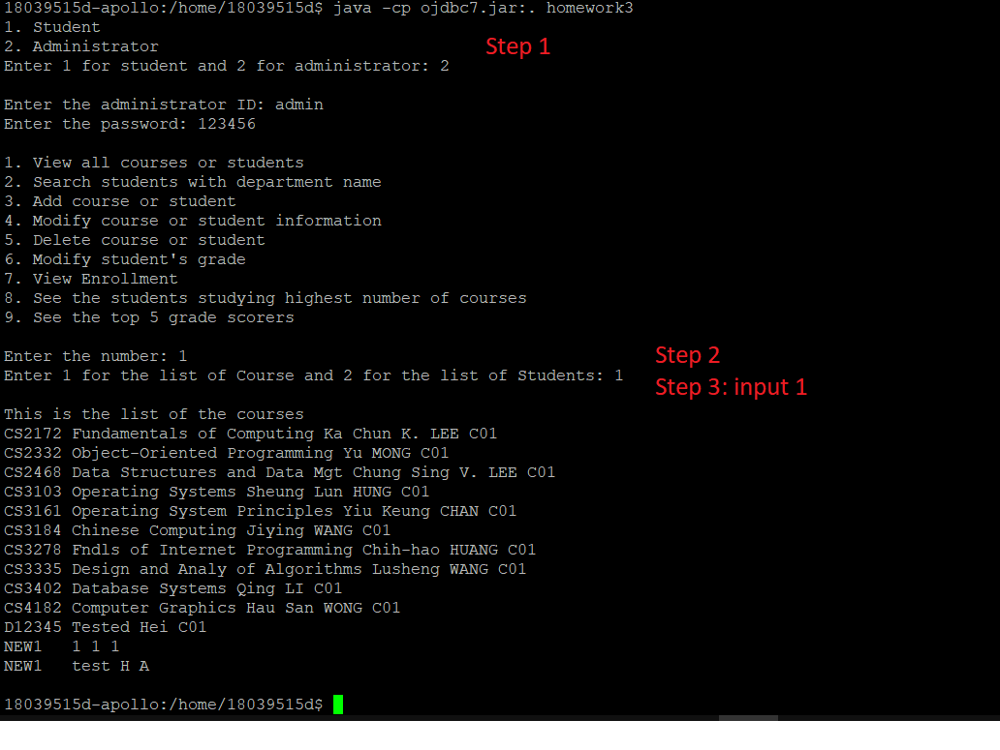 18039515d-apollo:/home/18039515d$ java -cp ojdbc7.jar:. homework3
1. Student
2. Administrator
Step 1
Enter 1 for student and 2 for administrator: 2
Enter the administrator ID: admin
Enter the password: 123456
1. View all courses or students
2. Search students with department name
3. Add course or student
4. Modify course or student information
5. Delete course or student
6. Modify student's grade
7. View Enrollment
8. See the students studying highest number of courses
9. See the top 5 grade scorers
Enter the number: 1
Step 2
Enter 1 for the list of Course and 2 for the list of Students: 1
Step 3: input 1
This is the list of the courses
CS2172 Fundamentals of Computing Ka Chun K. LEE C01
CS2332 Object-Oriented Programming Yu MONG C01
CS2468 Data Structures and Data Mgt Chung Sing V. LEE C01
CS3103 Operating Systems Sheung Lun HUNG C01
CS3161 Operating System Principles Yiu Keung CHAN C01
CS3184 Chinese Computing Jiying WANG C01
CS3278 Fndls of Internet Programming Chih-hao HUANG C01
CS3335 Design and Analy of Algorithms Lusheng WANG C01
CS3402 Database Systems Qing LI C01
CS4182 Computer Graphics Hau San WONG C01
D12345 Tested Hei C01
NEW1   1 1 1
NEW1   test H A
18039515d-apollo:/home/18039515d$